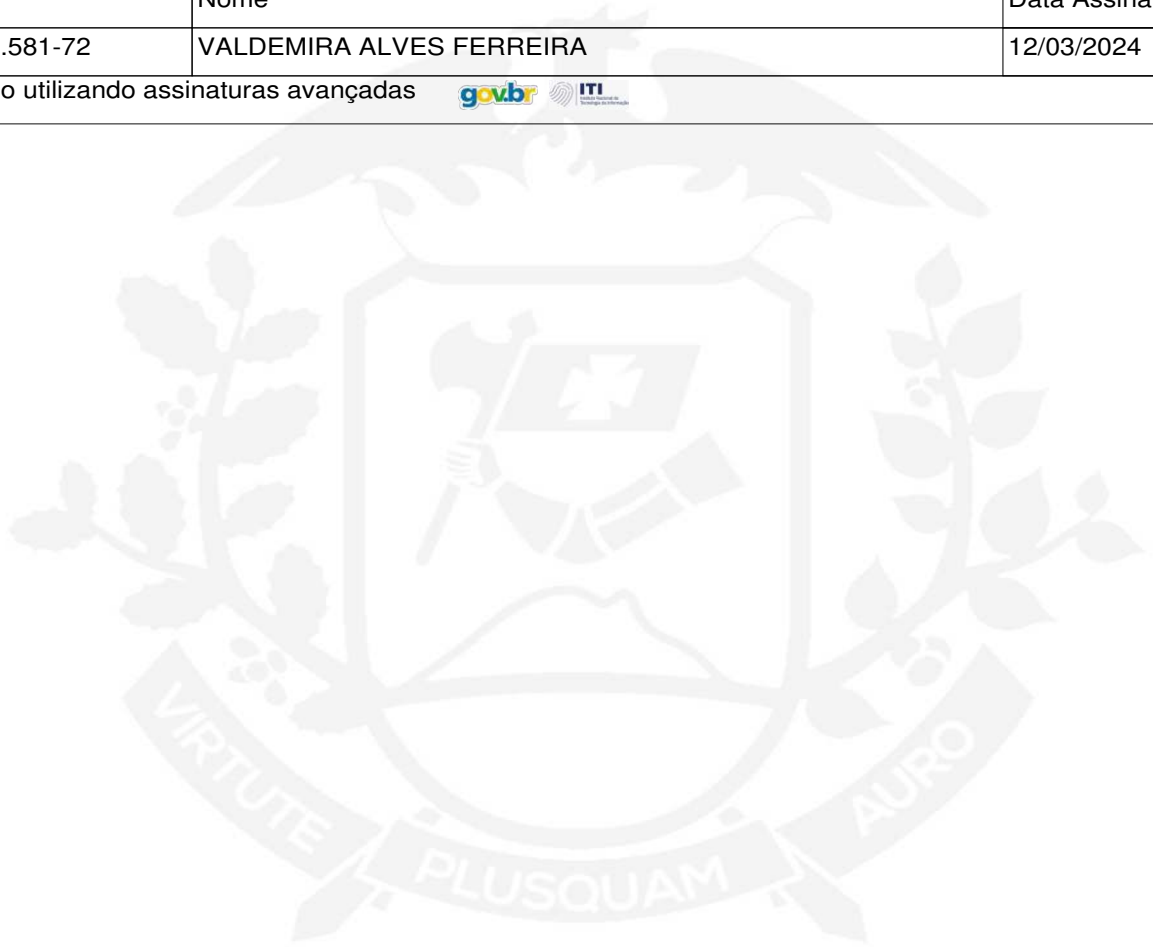 Nome Data Assina
.581-72 VALDEMIRA ALVES FERREIRA 12/03/2024
o utilizando assinaturas avançadas gov.br ITI
VIRTUTE PLUSQUAM AURO